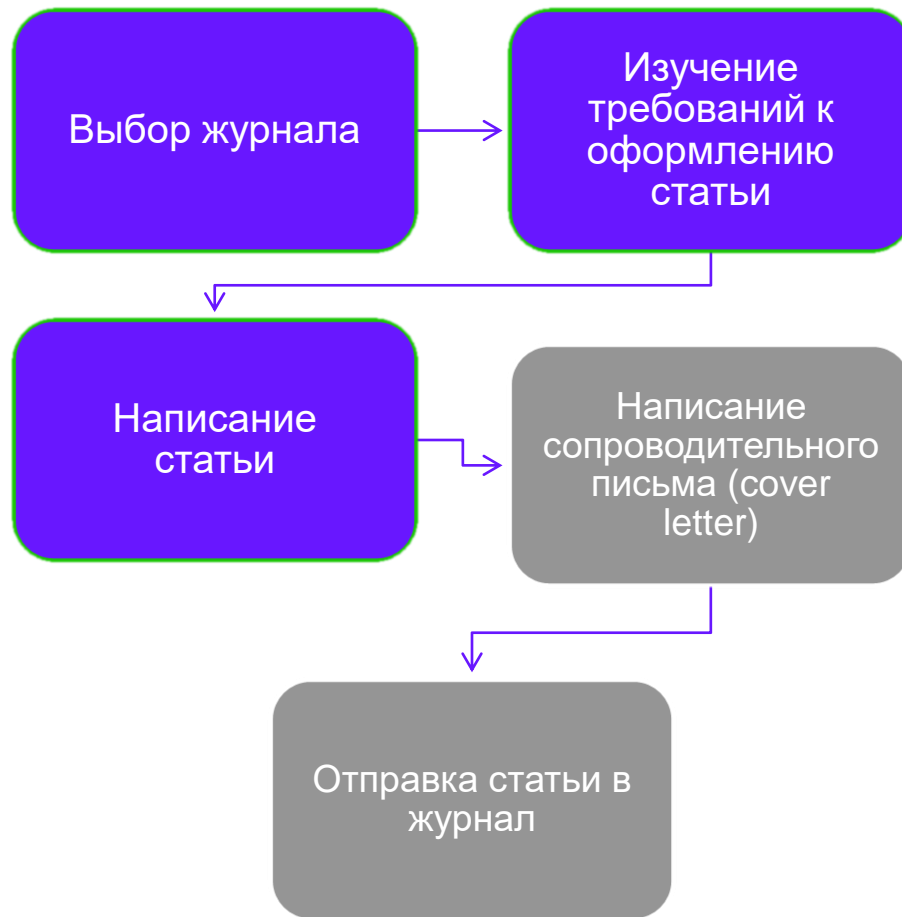 Выбор журнала
Изучение
требований к
оформлению
статьи
Написание
статьи
Написание
сопроводительного
письма (cover
letter)
Отправка статьи в
журнал